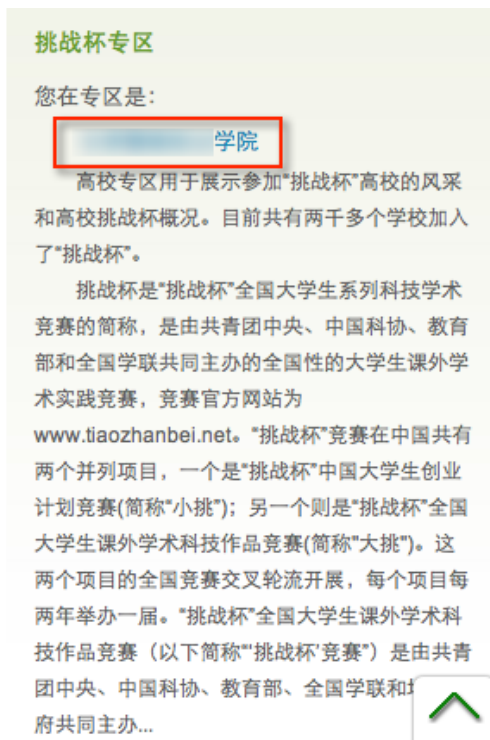 挑战杯专区
您在专区是：
学院
高校专区用于展示参加“挑战杯”高校的风采
和高校挑战杯概况。目前共有两千多个学校加入
了“挑战杯”。
挑战杯是“挑战杯”全国大学生系列科技学术
竞赛的简称，是由共青团中央、中国科协、教育
部和全国学联共同主办的全国性的大学生课外学
术实践竞赛，竞赛官方网站为
www.tiaozhanbei.net。“挑战杯”竞赛在中国共有
两个并列项目，一个是“挑战杯”中国大学生创业
计划竞赛(简称“小挑”)；另一个则是“挑战杯”全国
大学生课外学术科技作品竞赛(简称"大挑")。这
两个项目的全国竞赛交叉轮流开展，每个项目每
两年举办一届。“挑战杯”全国大学生课外学术科
技作品竞赛（以下简称“'挑战杯'竞赛”）是由共青
团中央、中国科协、教育部、全国学联和
府共同主办...